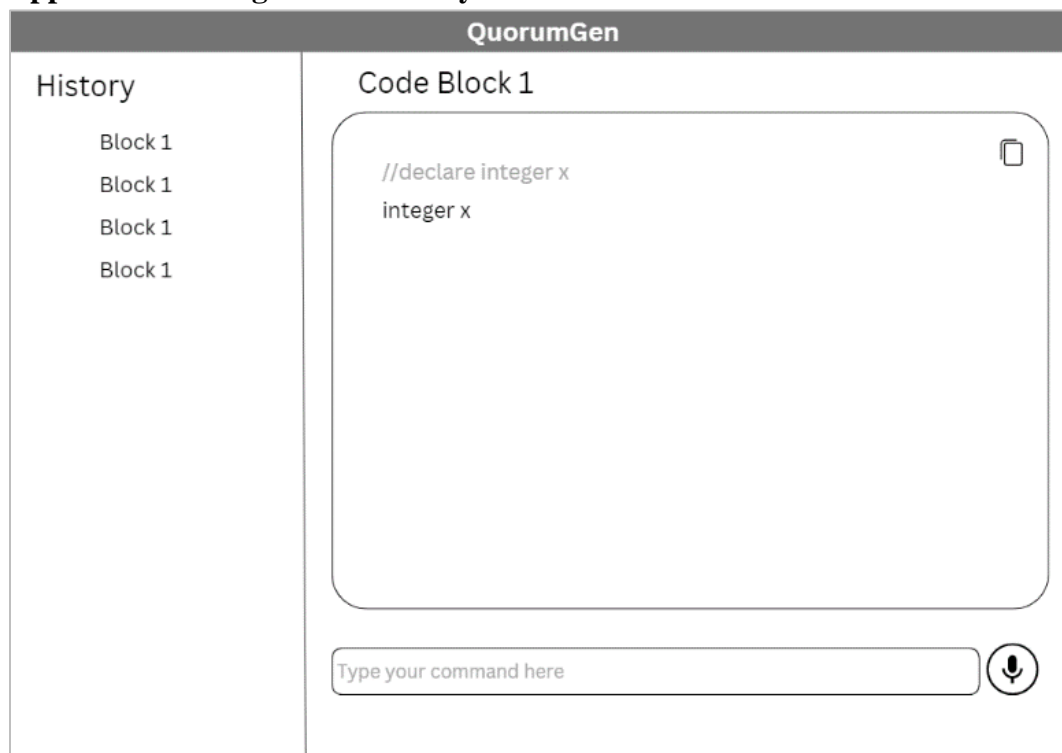 QuorumGen
History
Block 1
Block 1
Block 1
Block 1
Code Block 1
//declare integer x
integer x
Type your command here